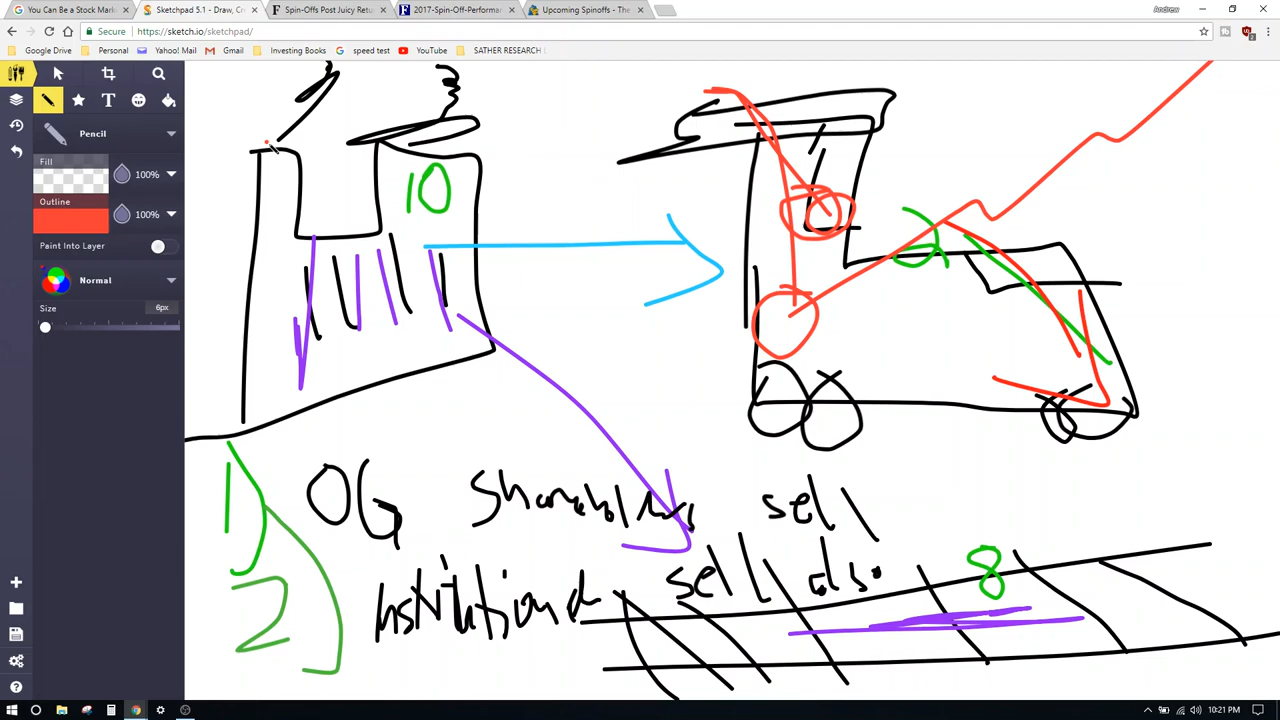 You Can Be a Stock Mark
Sketchpad 5.1 - Draw, Cr
Spin-Offs Post Juicy Retu
2017-Spin-Off-Performan
Upcoming Spinoffs - The
Andrew
https://sketch.io/sketchpad/
Google Drive
Personal
Yahoo! Mail
Gmail
Investing Books
speed test
YouTube
SATHER RESEARCH
Pencil
Fill
100%
Outline
100%
Paint Into Layer
Normal
Size
6px
10
2
1)
OG Shareholders sell
2
Institutional sell also
8
10:21 PM